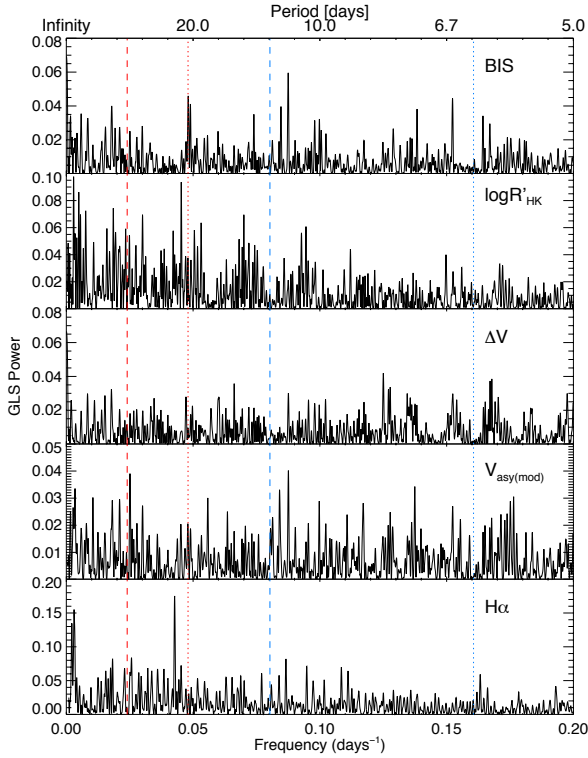 Period [days]
Infinity 20.0 10.0 6.7 5.0
0.08
BIS
0.06
0.04
0.02
0.10
logR'HK
0.08
0.06
0.04
0.02
0.08
ΔV
0.06
0.04
0.02
0.05
Vasy(mod)
0.04
0.03
0.02
0.01
0.20
Hα
0.15
0.10
0.05
0.00
GLS Power
0.00 0.05 0.10 0.15 0.20
Frequency (days⁻¹)